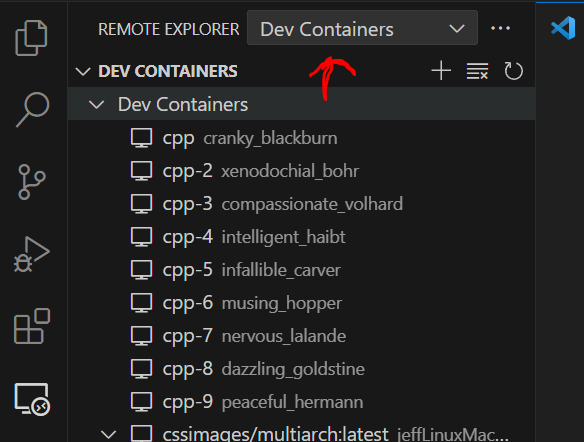 REMOTE EXPLORER Dev Containers
DEV CONTAINERS
Dev Containers
cpp cranky_blackburn
cpp-2 xenodochial_bohr
cpp-3 compassionate_volhard
cpp-4 intelligent_haibt
cpp-5 infallible_carver
cpp-6 musing_hopper
cpp-7 nervous_lalande
cpp-8 dazzling_goldstine
cpp-9 peaceful_hermann
cssimages/multiarch:latest jeffLinuxMac...